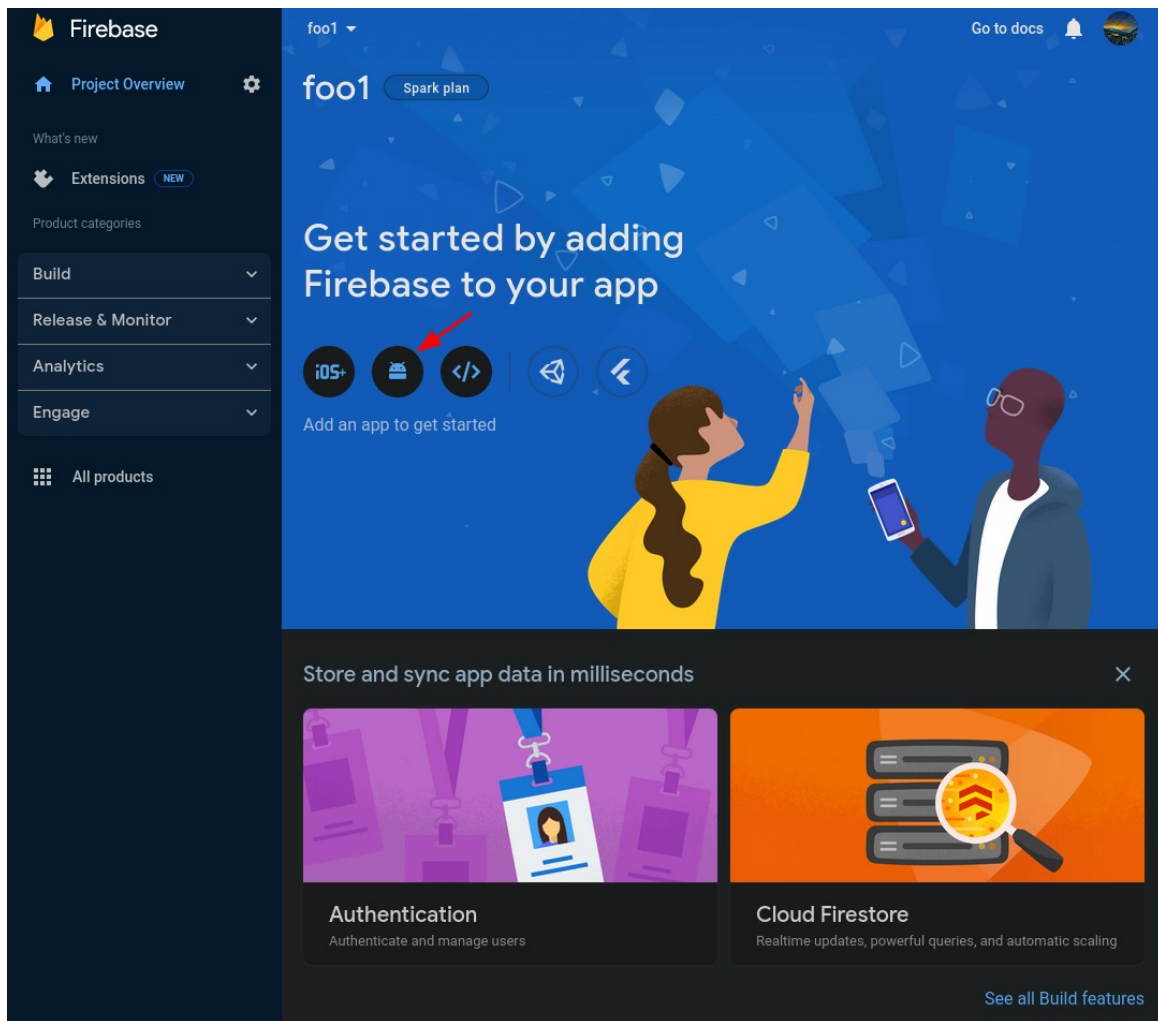 Firebase
foo1
Go to docs
Project Overview
foo1
Spark plan
What's new
Extensions NEW
Product categories
Get started by adding
Firebase to your app
Build
Release & Monitor
Analytics
Engage
iOS+
</>
Add an app to get started
All products
Store and sync app data in milliseconds
Authentication
Authenticate and manage users
Cloud Firestore
Realtime updates, powerful queries, and automatic scaling
See all Build features